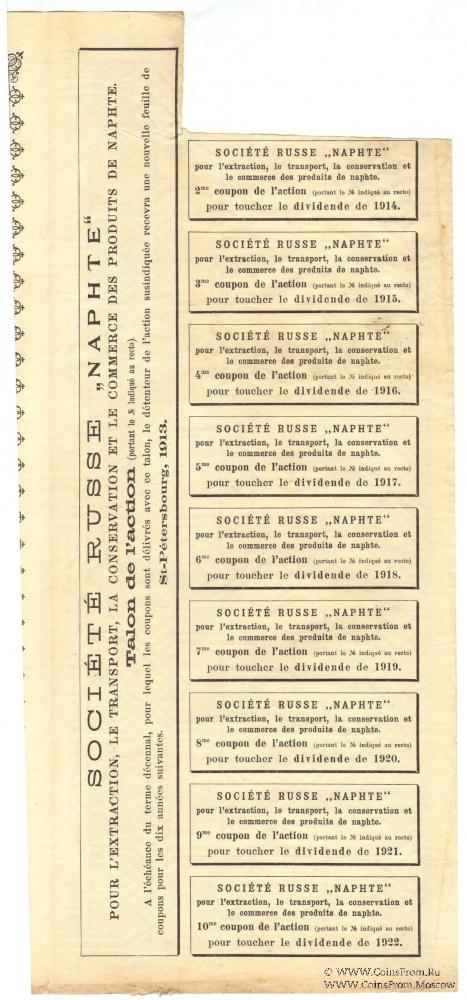 SOCIÉTÉ RUSSE „NAPHTE“
POUR L'EXTRACTION, LE TRANSPORT, LA CONSERVATION ET LE COMMERCE DES PRODUITS DE NAPHTE.
Talon de l'action (portant le № indiqué au recto).
A l'échéance du terme décennal, pour lequel les coupons sont délivrés avec ce talon, le détenteur de l'action susindiquée recevra une nouvelle feuille de
coupons pour les dix années suivantes.
St-Pétersbourg, 1913.
SOCIÉTÉ RUSSE „NAPHTE“
pour l'extraction, le transport, la conservation et
le commerce des produits de naphte.
2me coupon de l'action (portant le № indiqué au recto)
pour toucher le dividende de 1914.
SOCIÉTÉ RUSSE „NAPHTE“
pour l'extraction, le transport, la conservation et
le commerce des produits de naphte.
3me coupon de l'action (portant le № indiqué au recto)
pour toucher le dividende de 1915.
SOCIÉTÉ RUSSE „NAPHTE“
pour l'extraction, le transport, la conservation et
le commerce des produits de naphte.
4me coupon de l'action (portant le № indiqué au recto)
pour toucher le dividende de 1916.
SOCIÉTÉ RUSSE „NAPHTE“
pour l'extraction, le transport, la conservation et
le commerce des produits de naphte.
5me coupon de l'action (portant le № indiqué au recto)
pour toucher le dividende de 1917.
SOCIÉTÉ RUSSE „NAPHTE“
pour l'extraction, le transport, la conservation et
le commerce des produits de naphte.
6me coupon de l'action (portant le № indiqué au recto)
pour toucher le dividende de 1918.
SOCIÉTÉ RUSSE „NAPHTE“
pour l'extraction, le transport, la conservation et
le commerce des produits de naphte.
7me coupon de l'action (portant le № indiqué au recto)
pour toucher le dividende de 1919.
SOCIÉTÉ RUSSE „NAPHTE“
pour l'extraction, le transport, la conservation et
le commerce des produits de naphte.
8me coupon de l'action (portant le № indiqué au recto)
pour toucher le dividende de 1920.
SOCIÉTÉ RUSSE „NAPHTE“
pour l'extraction, le transport, la conservation et
le commerce des produits de naphte.
9me coupon de l'action (portant le № indiqué au recto)
pour toucher le dividende de 1921.
SOCIÉTÉ RUSSE „NAPHTE“
pour l'extraction, le transport, la conservation et
le commerce des produits de naphte.
10me coupon de l'action (portant le № indiqué au recto)
pour toucher le dividende de 1922.
© WWW.CoinsFrom.Ru
CoinsFrom.Moscow